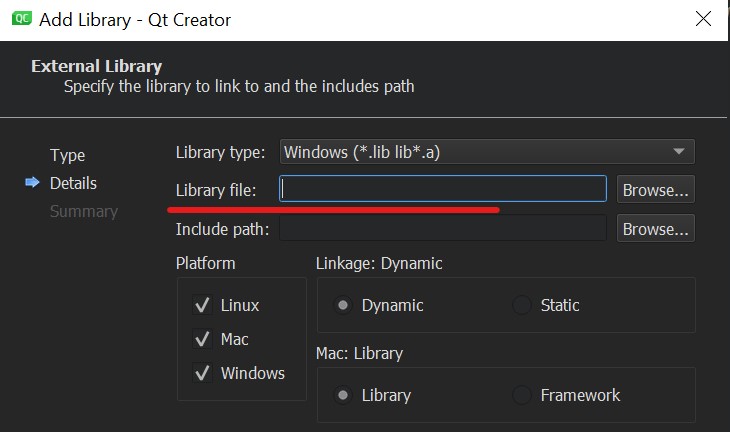 QC Add Library - Qt Creator
External Library
Specify the library to link to and the includes path
Type
Details
Summary
Library type: Windows (*.lib lib*.a)
Library file: Browse...
Include path: Browse...
Platform
Linux
Mac
Windows
Linkage: Dynamic
Dynamic Static
Mac: Library
Library Framework